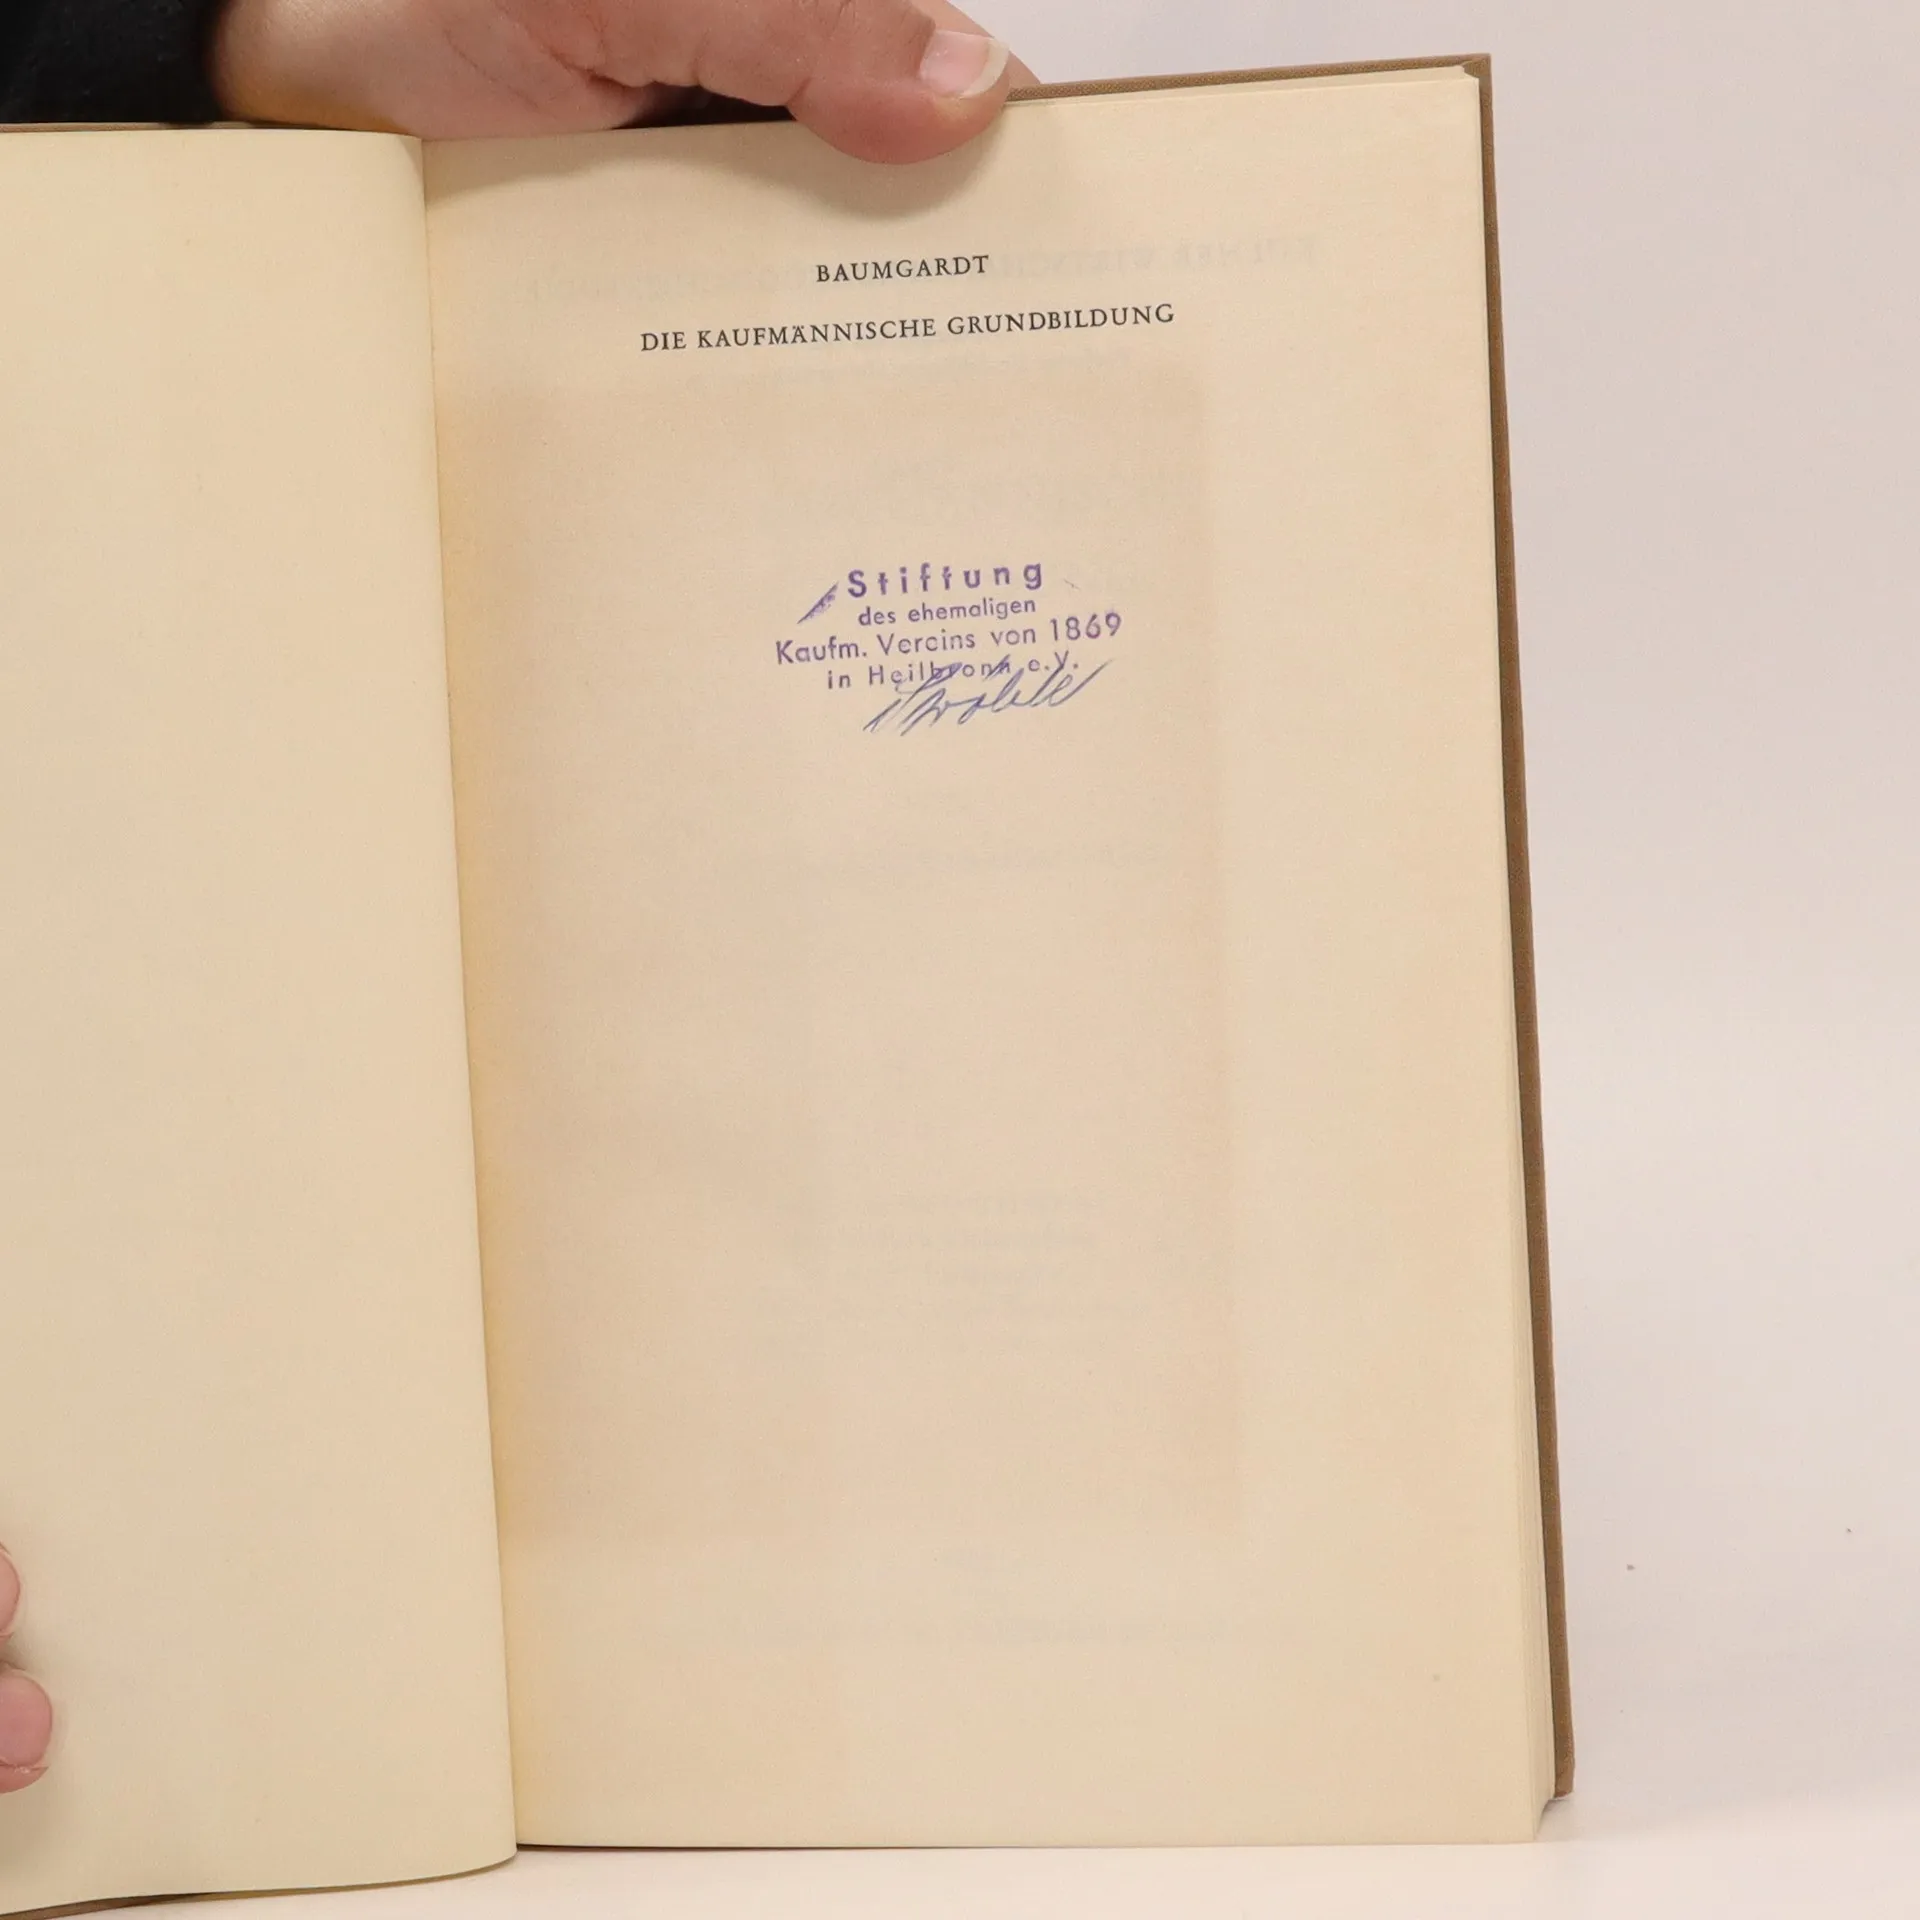 BAUMGARDT
DIE KAUFMÄNNISCHE GRUNDBILDUNG
Stiftung
des ehemaligen
Kaufm. Vereins von 1869
in Heilbronn e.V.